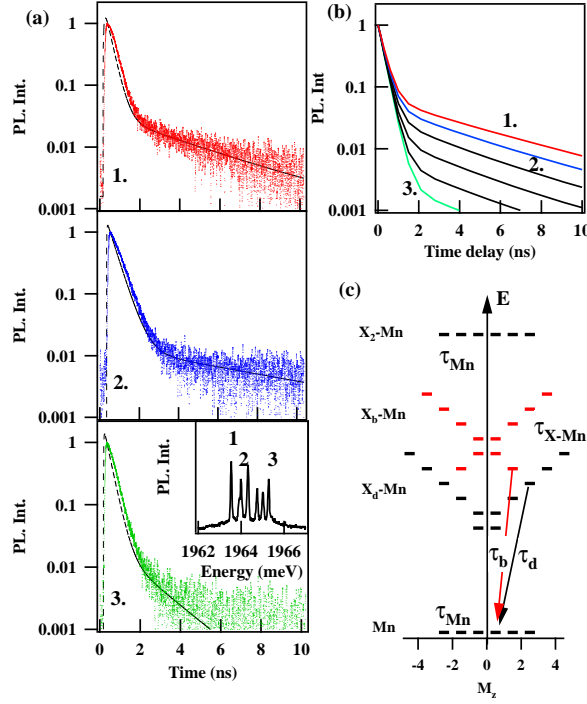 (a)
1
0.1
0.01
0.001
PL. Int.
1.
1
0.1
0.01
0.001
PL. Int.
2.
1
0.1
0.01
0.001
PL. Int.
3.
PL. Int.
1
2
3
1962 1964 1966
Energy (meV)
0 2 4 6 8 10
Time (ns)
(b)
1
0.1
0.01
0.001
PL. Int
1.
2.
3.
0 2 4 6 8 10
Time delay (ns)
(c)
E
X2-Mn
τMn
Xb-Mn
τX-Mn
Xd-Mn
τb τd
τMn
Mn
-4 -2 0 2 4
Mz